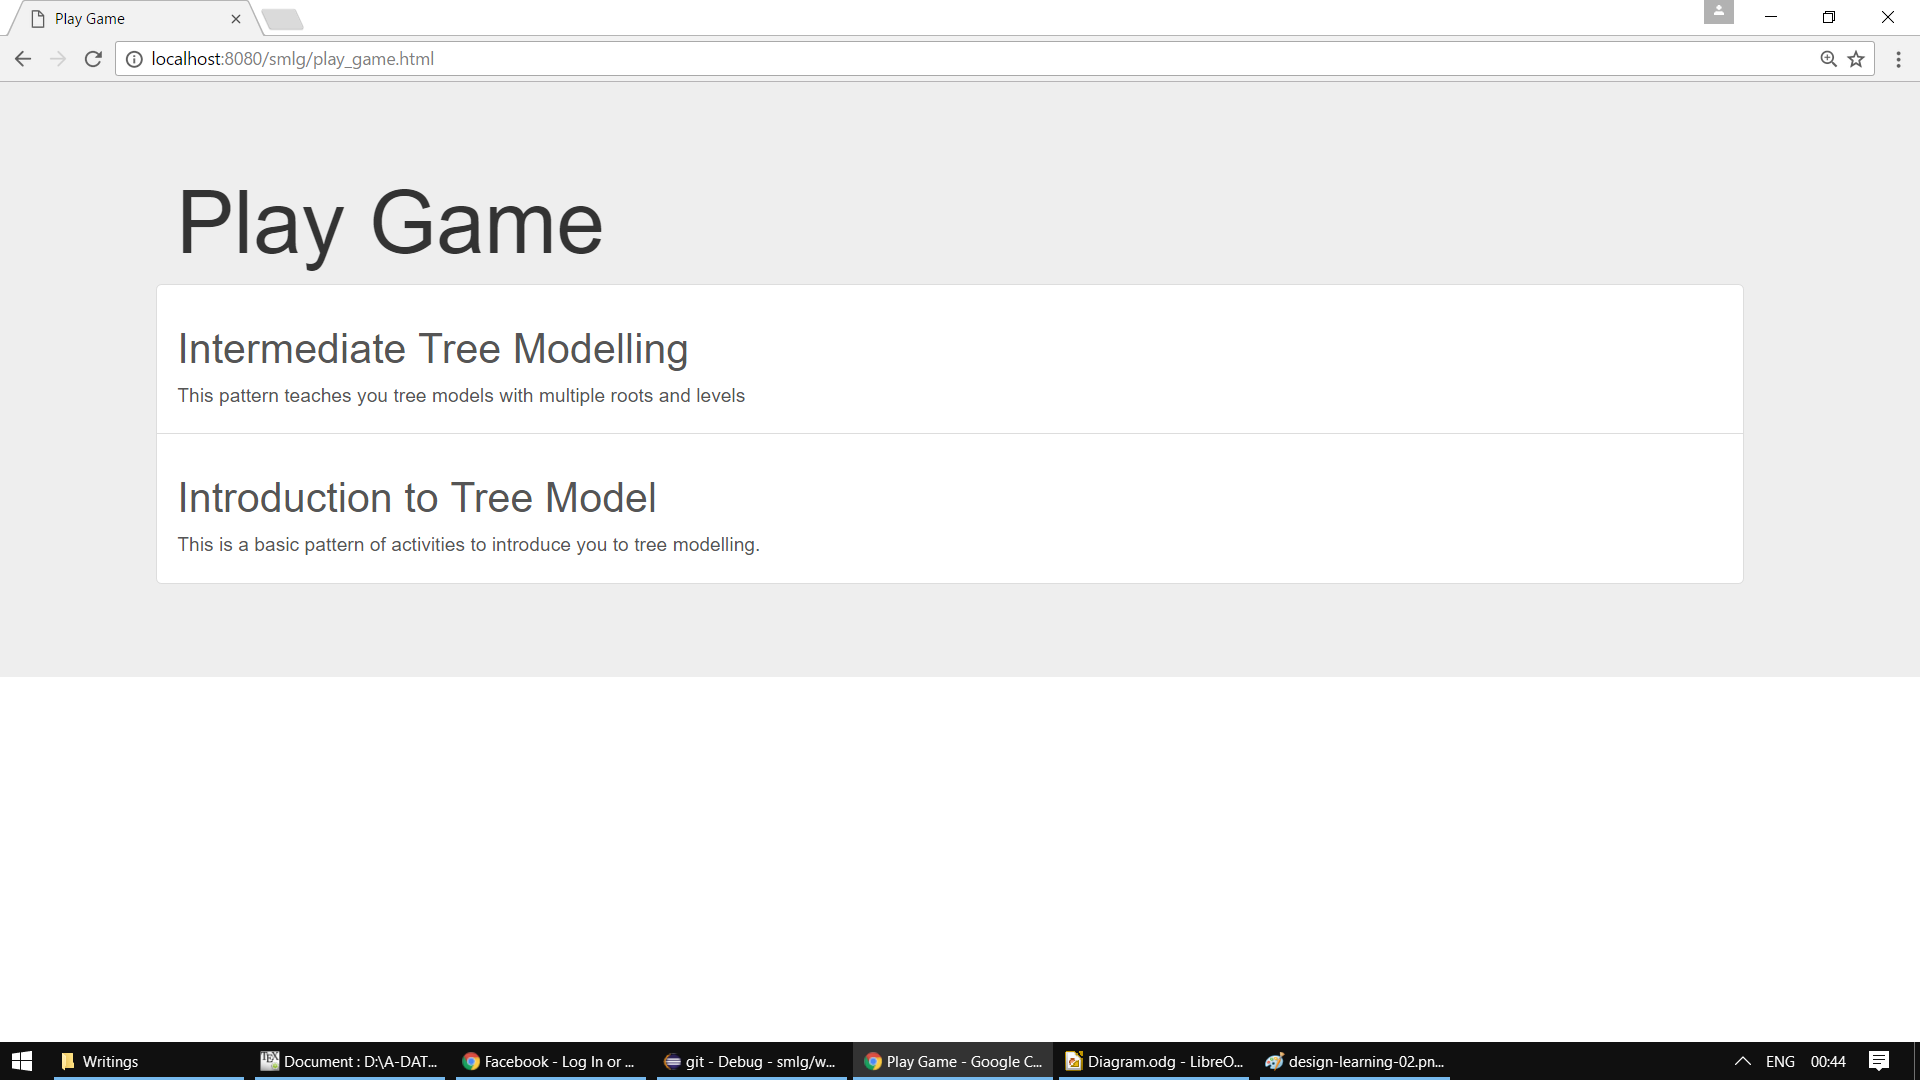 Play Game
localhost:8080/smlg/play_game.html
Play Game
Intermediate Tree Modelling
This pattern teaches you tree models with multiple roots and levels
Introduction to Tree Model
This is a basic pattern of activities to introduce you to tree modelling.
Writings
Document : D:\A-DAT...
Facebook - Log In or ...
git - Debug - smlg/w...
Play Game - Google C...
Diagram.odg - LibreO...
design-learning-02.pn...
ENG
00:44